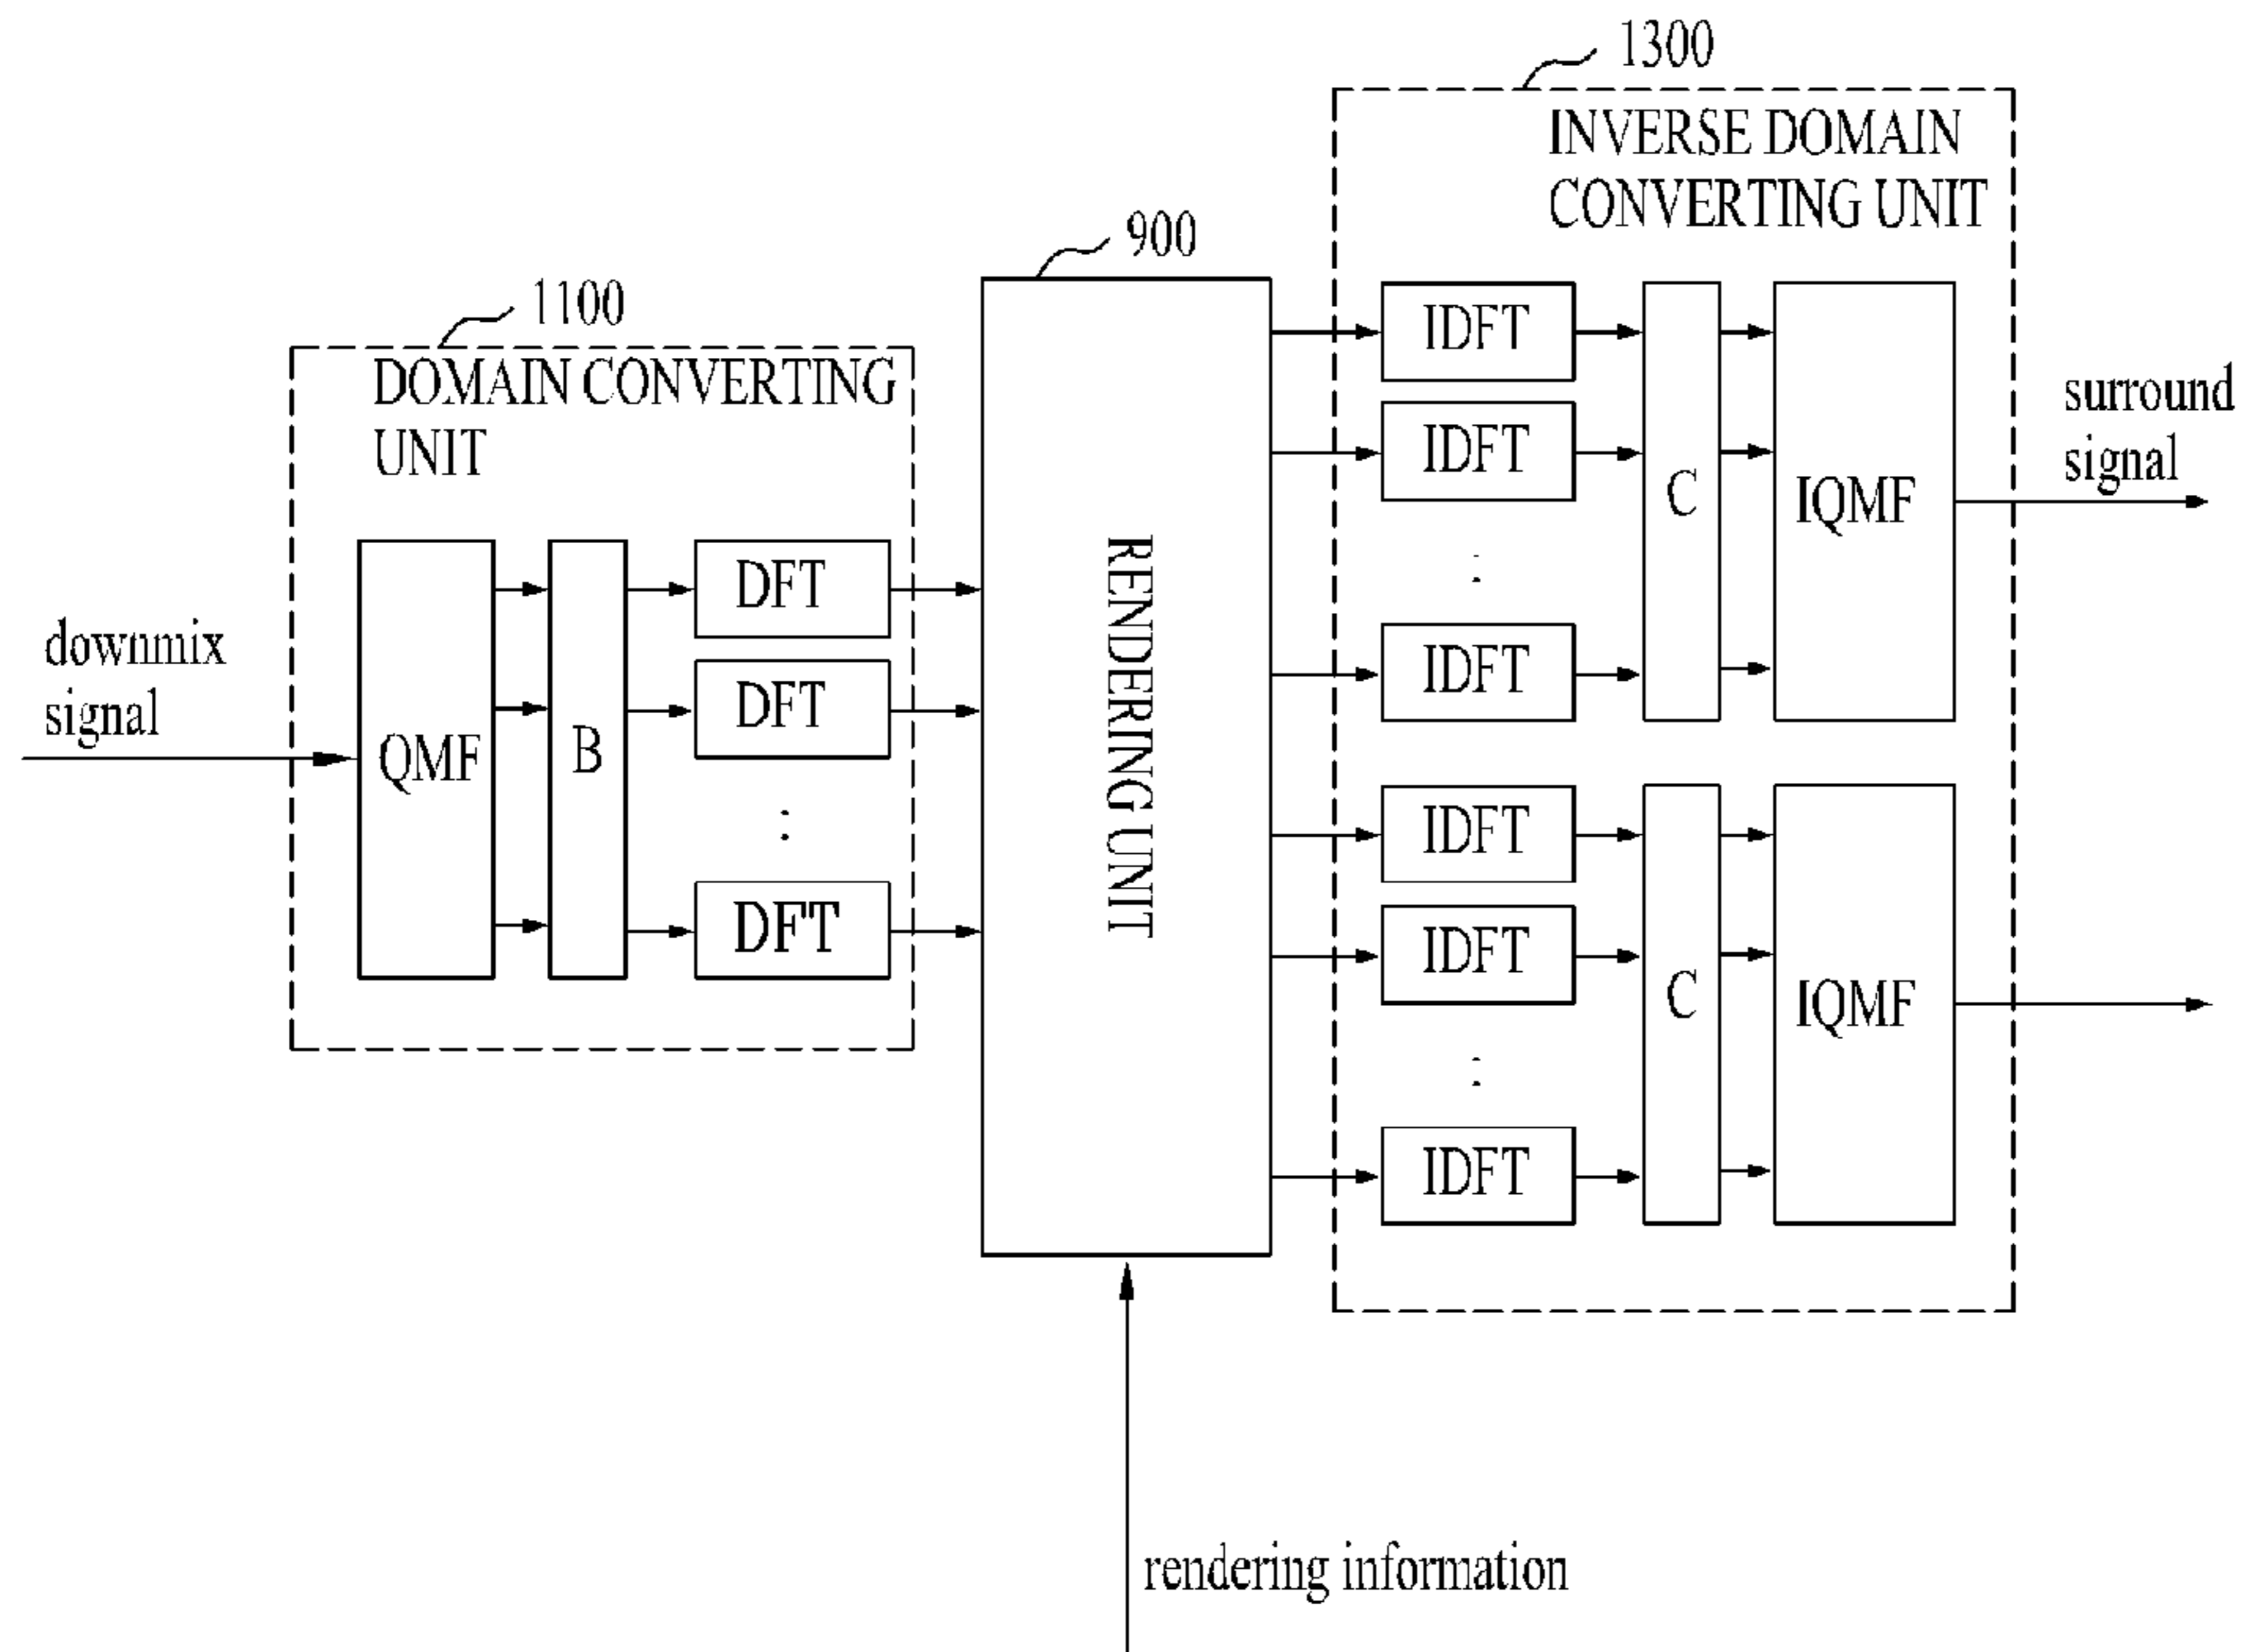 1300
INVERSE DOMAIN
CONVERTING UNIT
900
1100
DOMAIN CONVERTING
UNIT
downmix
signal
QMF
B
DFT
DFT
:
DFT
RENDERING UNIT
IDFT
IDFT
:
IDFT
C
IQMF
surround
signal
IDFT
IDFT
:
IDFT
C
IQMF
rendering information